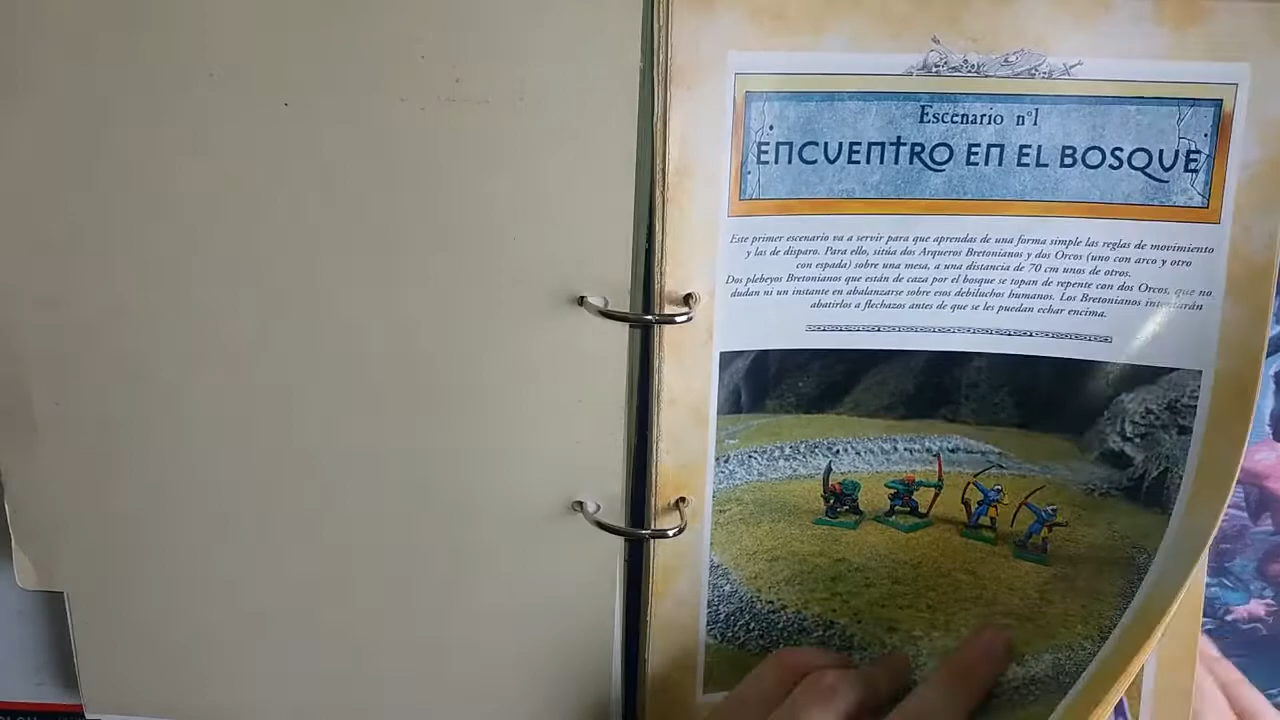 Escenario nº1
ENCUENTRO EN EL BOSQUE
Este primer escenario va a servir para que aprendas de una forma simple las reglas de movimiento
y las de disparo. Para ello, sitúa dos Arqueros Bretonianos y dos Orcos (uno con arco y otro
con espada) sobre una mesa, a una distancia de 70 cm unos de otros.
Dos plebeyos Bretonianos que están de caza por el bosque se topan de repente con dos Orcos, que no
dudan ni un instante en abalanzarse sobre esos debiluchos humanos. Los Bretonianos intentarán
abatirlos a flechazos antes de que se les puedan echar encima.